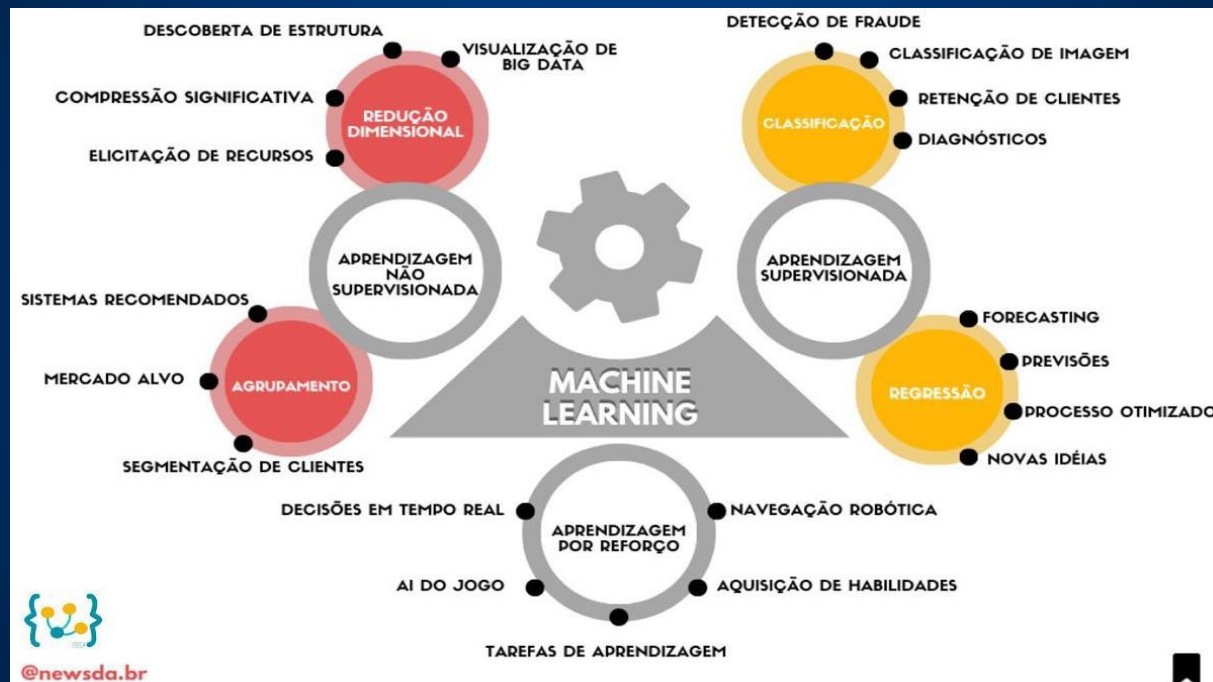 DESCOBERTA DE ESTRUTURA
VISUALIZAÇÃO DE
BIG DATA
COMPRESSÃO SIGNIFICATIVA
ELICITAÇÃO DE RECURSOS
REDUÇÃO
DIMENSIONAL
DETECÇÃO DE FRAUDE
CLASSIFICAÇÃO DE IMAGEM
RETENÇÃO DE CLIENTES
DIAGNÓSTICOS
CLASSIFICAÇÃO
APRENDIZAGEM
NÃO
SUPERVISIONADA
APRENDIZAGEM
SUPERVISIONADA
SISTEMAS RECOMENDADOS
MERCADO ALVO
SEGMENTAÇÃO DE CLIENTES
AGRUPAMENTO
MACHINE
LEARNING
FORECASTING
PREVISÕES
PROCESSO OTIMIZADO
NOVAS IDÉIAS
REGRESSÃO
DECISÕES EM TEMPO REAL
NAVEGAÇÃO ROBÓTICA
APRENDIZAGEM
POR REFORÇO
AI DO JOGO
AQUISIÇÃO DE HABILIDADES
TAREFAS DE APRENDIZAGEM
@newsda.br